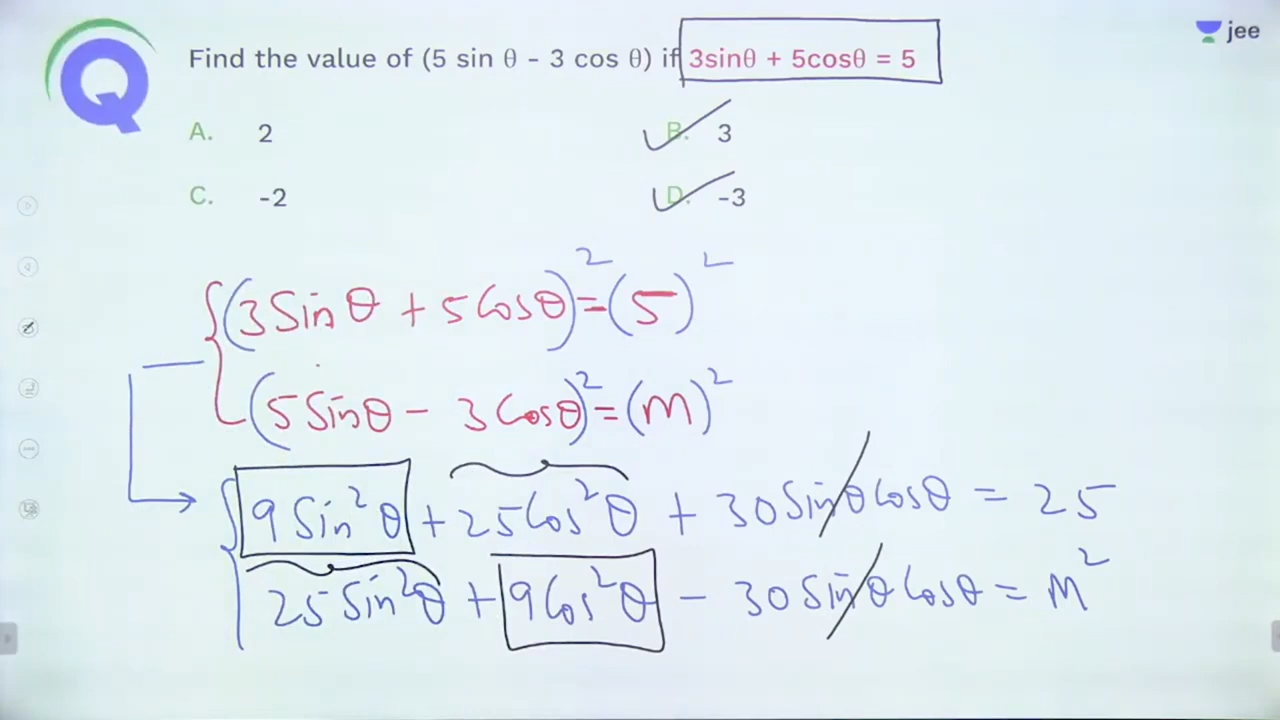 jee
Find the value of (5 sin θ - 3 cos θ) if 3sinθ + 5cosθ = 5
A. 2
B. 3
C. -2
D. -3
(3 Sin θ + 5 Cosθ)² = (5)²
(5 Sinθ - 3 Cosθ)² = (m)²
9 Sin²θ + 25 Cos²θ + 30 Sinθ Cosθ = 25
25 Sin²θ + 9 Cos²θ - 30 Sinθ Cosθ = m²